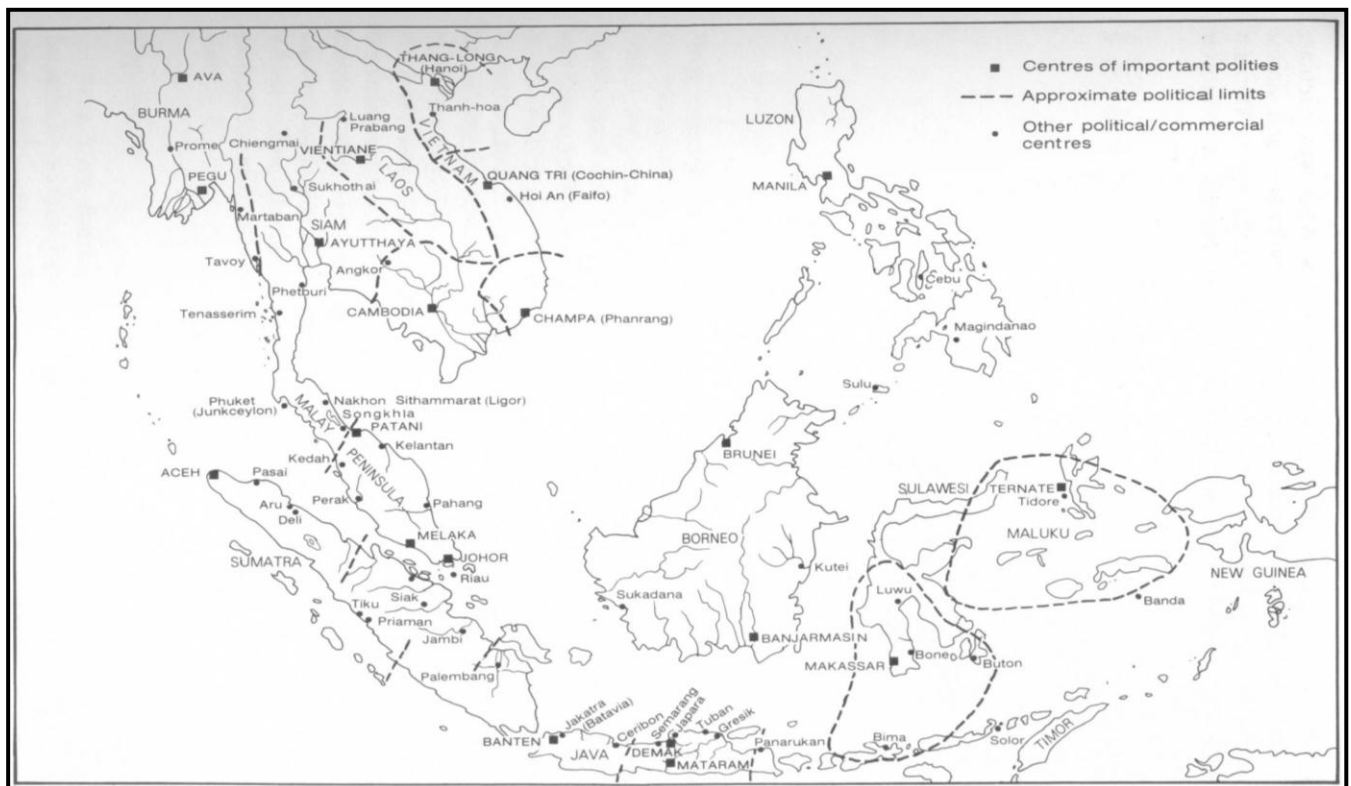 THANG-LONG
(Hanoi)
AVA
Centres of important polities
Approximate political limits
Other political/commercial
centres
BURMA
Thanh-hoa
Luang
Prabang
LUZON
Prome
Chiengmai
VIENTIANE
VIETNAM
LAOS
PEGU
QUANG TRI (Cochin-China)
MANILA
Sukhothai
Hoi An (Faifo)
Martaban
SIAM
AYUTTHAYA
Tavoy
Angkor
Cebu
Phetburi
Tenasserim
CAMBODIA
CHAMPA (Phanrang)
Magindanao
Sulu
Phuket
(Junkceylon)
Nakhon Sithammarat (Ligor)
MALAY
PENINSULA
Songkhla
PATANI
Kelantan
BRUNEI
Kedah
ACEH
Pasai
Perak
Pahang
SULAWESI
TERNATE
Tidore
Aru
Deli
MELAKA
BORNEO
MALUKU
SUMATRA
JOHOR
Kutei
NEW GUINEA
Riau
Siak
Sukadana
Luwu
Banda
Tiku
Priaman
Jambi
BANJARMASIN
MAKASSAR
Bone
Buton
Palembang
Jakatra
(Batavia)
Ceribon
Semarang
Japara
Tuban
Gresik
BANTEN
JAVA
DEMAK
Panarukan
Bima
Solor
TIMOR
MATARAM